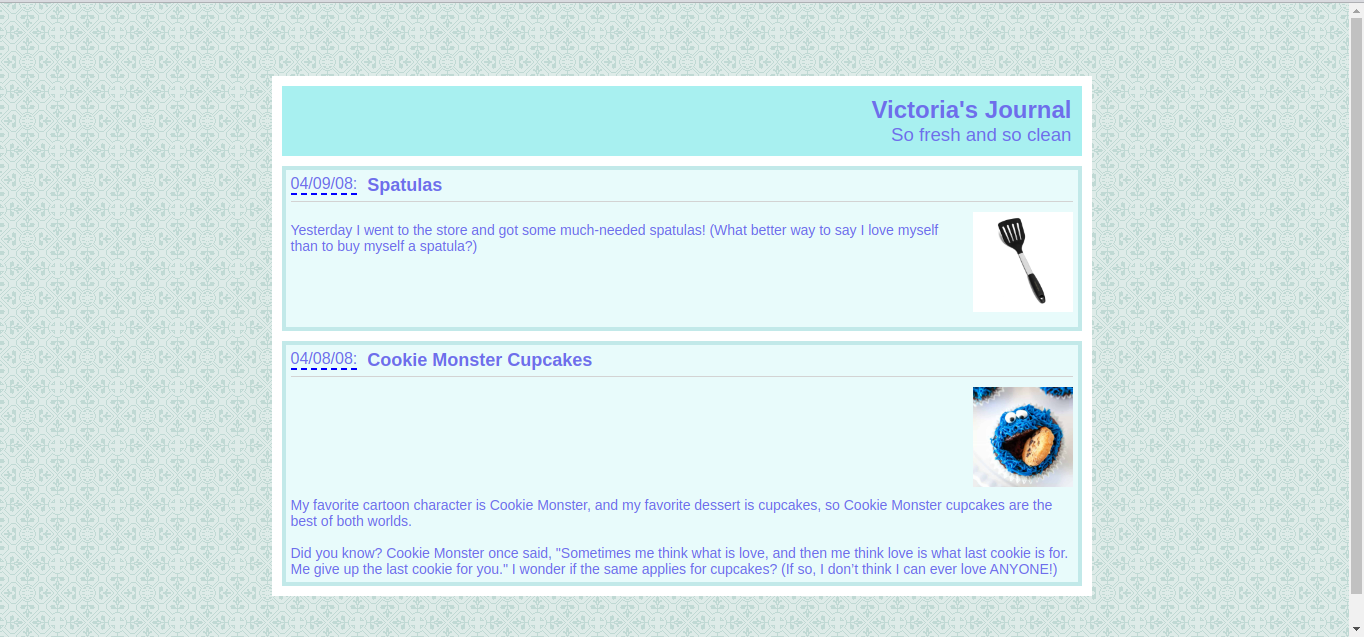 Victoria's Journal
So fresh and so clean
04/09/08: Spatulas
Yesterday I went to the store and got some much-needed spatulas! (What better way to say I love myself
than to buy myself a spatula?)
04/08/08: Cookie Monster Cupcakes
My favorite cartoon character is Cookie Monster, and my favorite dessert is cupcakes, so Cookie Monster cupcakes are the
best of both worlds.
Did you know? Cookie Monster once said, "Sometimes me think what is love, and then me think love is what last cookie is for.
Me give up the last cookie for you." I wonder if the same applies for cupcakes? (If so, I don’t think I can ever love ANYONE!)